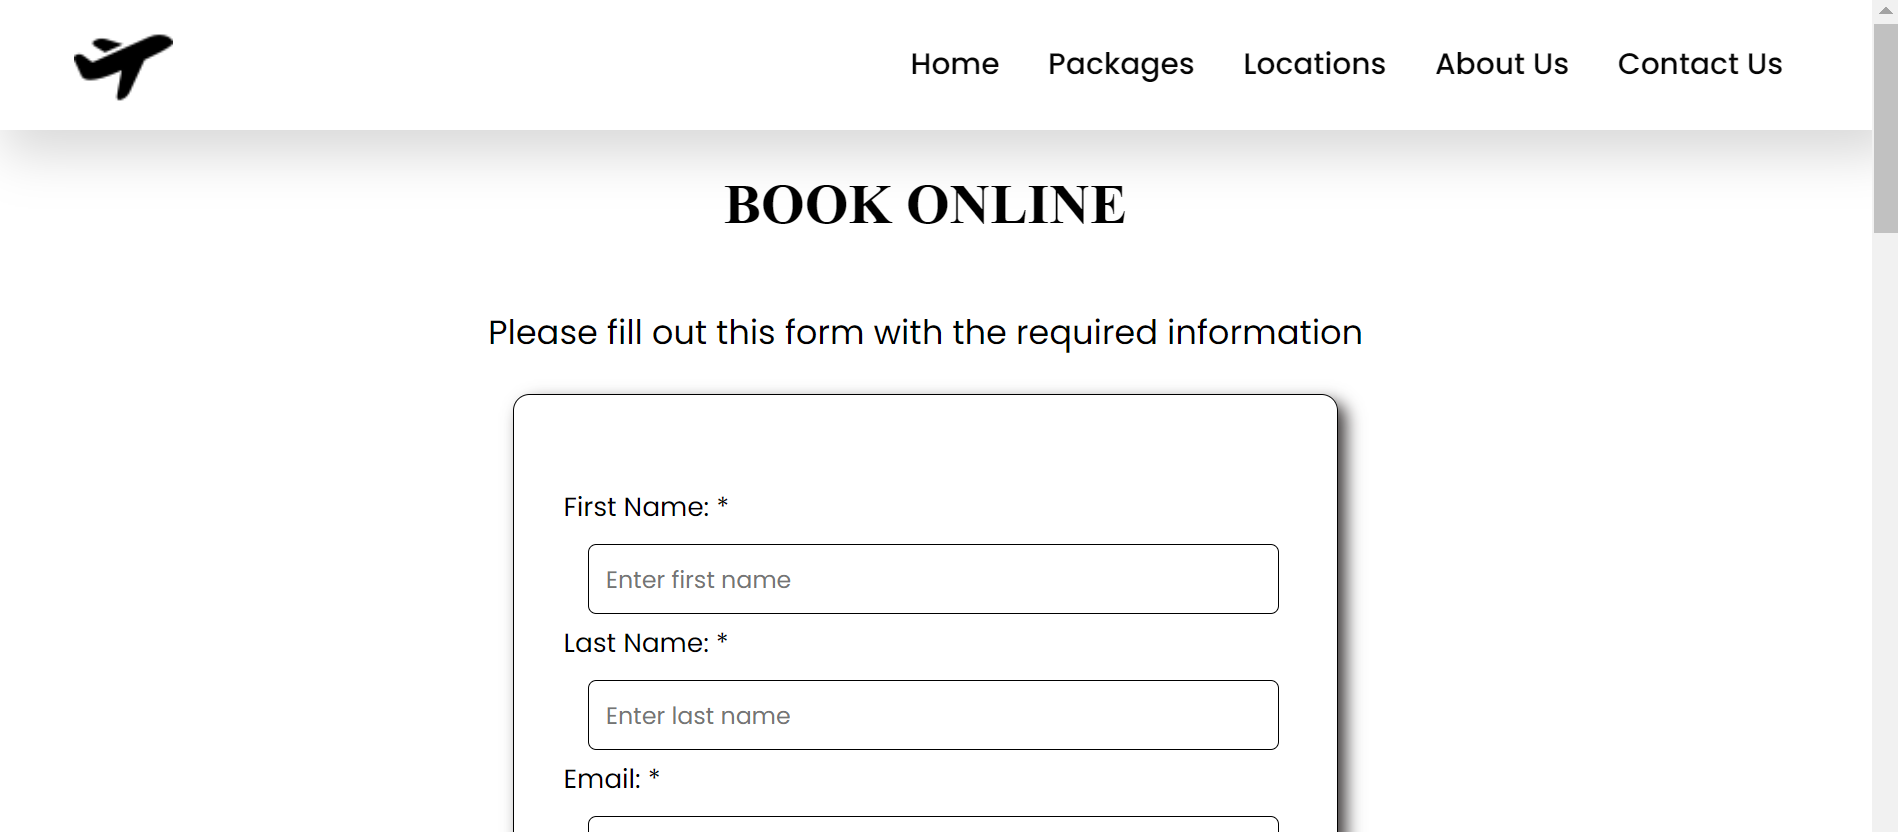 Home Packages Locations About Us Contact Us
BOOK ONLINE
Please fill out this form with the required information
First Name: *
Enter first name
Last Name: *
Enter last name
Email: *